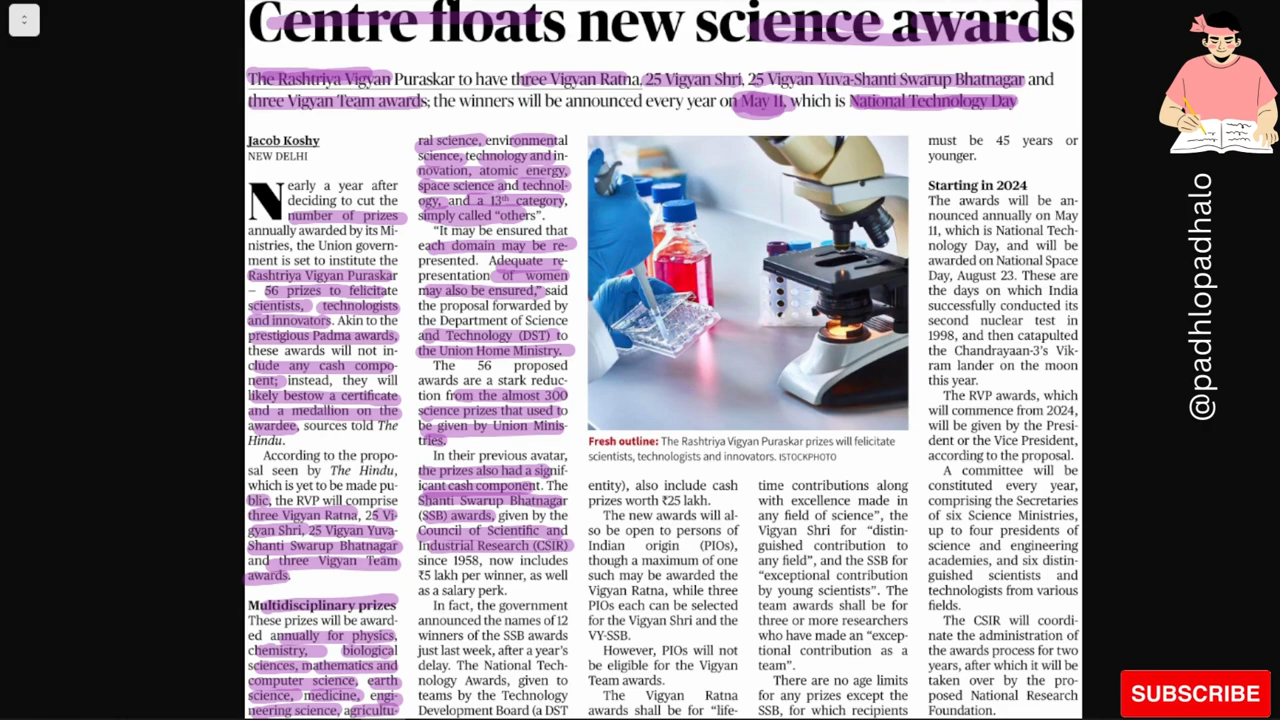 Centre floats new science awards
The Rashtriya Vigyan Puraskar to have three Vigyan Ratna, 25 Vigyan Shri, 25 Vigyan Yuva-Shanti Swarup Bhatnagar and
three Vigyan Team awards; the winners will be announced every year on May 11, which is National Technology Day
Jacob Koshy
NEW DELHI
Nearly a year after
deciding to cut the
number of prizes
annually awarded by its Mi-
nistries, the Union govern-
ment is set to institute the
Rashtriya Vigyan Puraskar
– 56 prizes to felicitate
scientists, technologists
and innovators. Akin to the
prestigious Padma awards,
these awards will not in-
clude any cash compo-
nent; instead, they will
likely bestow a certificate
and a medallion on the
awardee, sources told The
Hindu.
According to the propo-
sal seen by The Hindu,
which is yet to be made pu-
blic, the RVP will comprise
three Vigyan Ratna, 25 Vi-
gyan Shri, 25 Vigyan Yuva-
Shanti Swarup Bhatnagar
and three Vigyan Team
awards.
Multidisciplinary prizes
These prizes will be award-
ed annually for physics,
chemistry, biological
sciences, mathematics and
computer science, earth
science, medicine, engi-
neering science, agricultu-
ral science, environmental
science, technology and in-
novation, atomic energy,
space science and technol-
ogy, and a 13th category,
simply called “others”.
“It may be ensured that
each domain may be re-
presented. Adequate re-
presentation of women
may also be ensured,” said
the proposal forwarded by
the Department of Science
and Technology (DST) to
the Union Home Ministry.
The 56 proposed
awards are a stark reduc-
tion from the almost 300
science prizes that used to
be given by Union Minis-
tries.
In their previous avatar,
the prizes also had a signif-
icant cash component. The
Shanti Swarup Bhatnagar
(SSB) awards, given by the
Council of Scientific and
Industrial Research (CSIR)
since 1958, now includes
₹5 lakh per winner, as well
as a salary perk.
In fact, the government
announced the names of 12
winners of the SSB awards
just last week, after a year’s
delay. The National Tech-
nology Awards, given to
teams by the Technology
Development Board (a DST
Fresh outline: The Rashtriya Vigyan Puraskar prizes will felicitate
scientists, technologists and innovators. ISTOCKPHOTO
entity), also include cash
prizes worth ₹25 lakh.
The new awards will al-
so be open to persons of
Indian origin (PIOs),
though a maximum of one
such may be awarded the
Vigyan Ratna, while three
PIOs each can be selected
for the Vigyan Shri and the
VY-SSB.
However, PIOs will not
be eligible for the Vigyan
Team awards.
The Vigyan Ratna
awards shall be for “life-
time contributions along
with excellence made in
any field of science”, the
Vigyan Shri for “distin-
guished contribution to
any field”, and the SSB for
“exceptional contribution
by young scientists”. The
team awards shall be for
three or more researchers
who have made an “excep-
tional contribution as a
team”.
There are no age limits
for any prizes except the
SSB, for which recipients
must be 45 years or
younger.
Starting in 2024
The awards will be an-
nounced annually on May
11, which is National Tech-
nology Day, and will be
awarded on National Space
Day, August 23. These are
the days on which India
successfully conducted its
second nuclear test in
1998, and then catapulted
the Chandrayaan-3’s Vik-
ram lander on the moon
this year.
The RVP awards, which
will commence from 2024,
will be given by the Presi-
dent or the Vice President,
according to the proposal.
A committee will be
constituted every year,
comprising the Secretaries
of six Science Ministries,
up to four presidents of
science and engineering
academies, and six distin-
guished scientists and
technologists from various
fields.
The CSIR will coordi-
nate the administration of
the awards process for two
years, after which it will be
taken over by the pro-
posed National Research
Foundation.
@padhlopadhalo
SUBSCRIBE